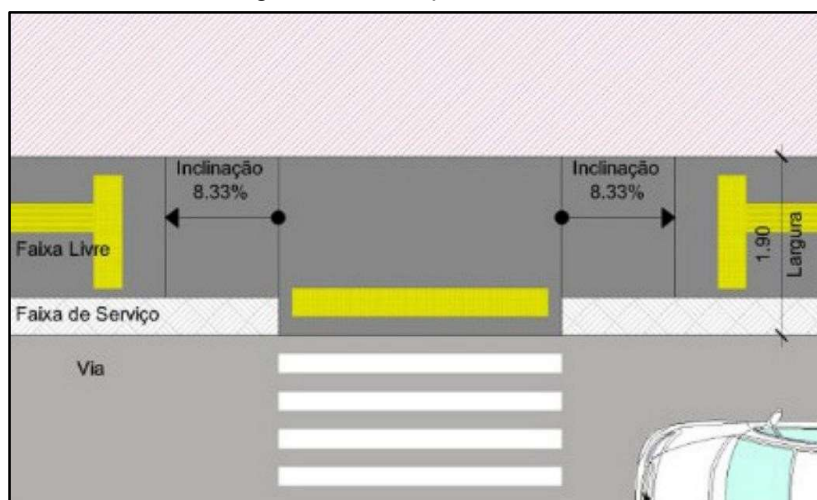 Inclinação
8.33%
Inclinação
8.33%
Faixa Livre
1.90
Largura
Faixa de Serviço
Via